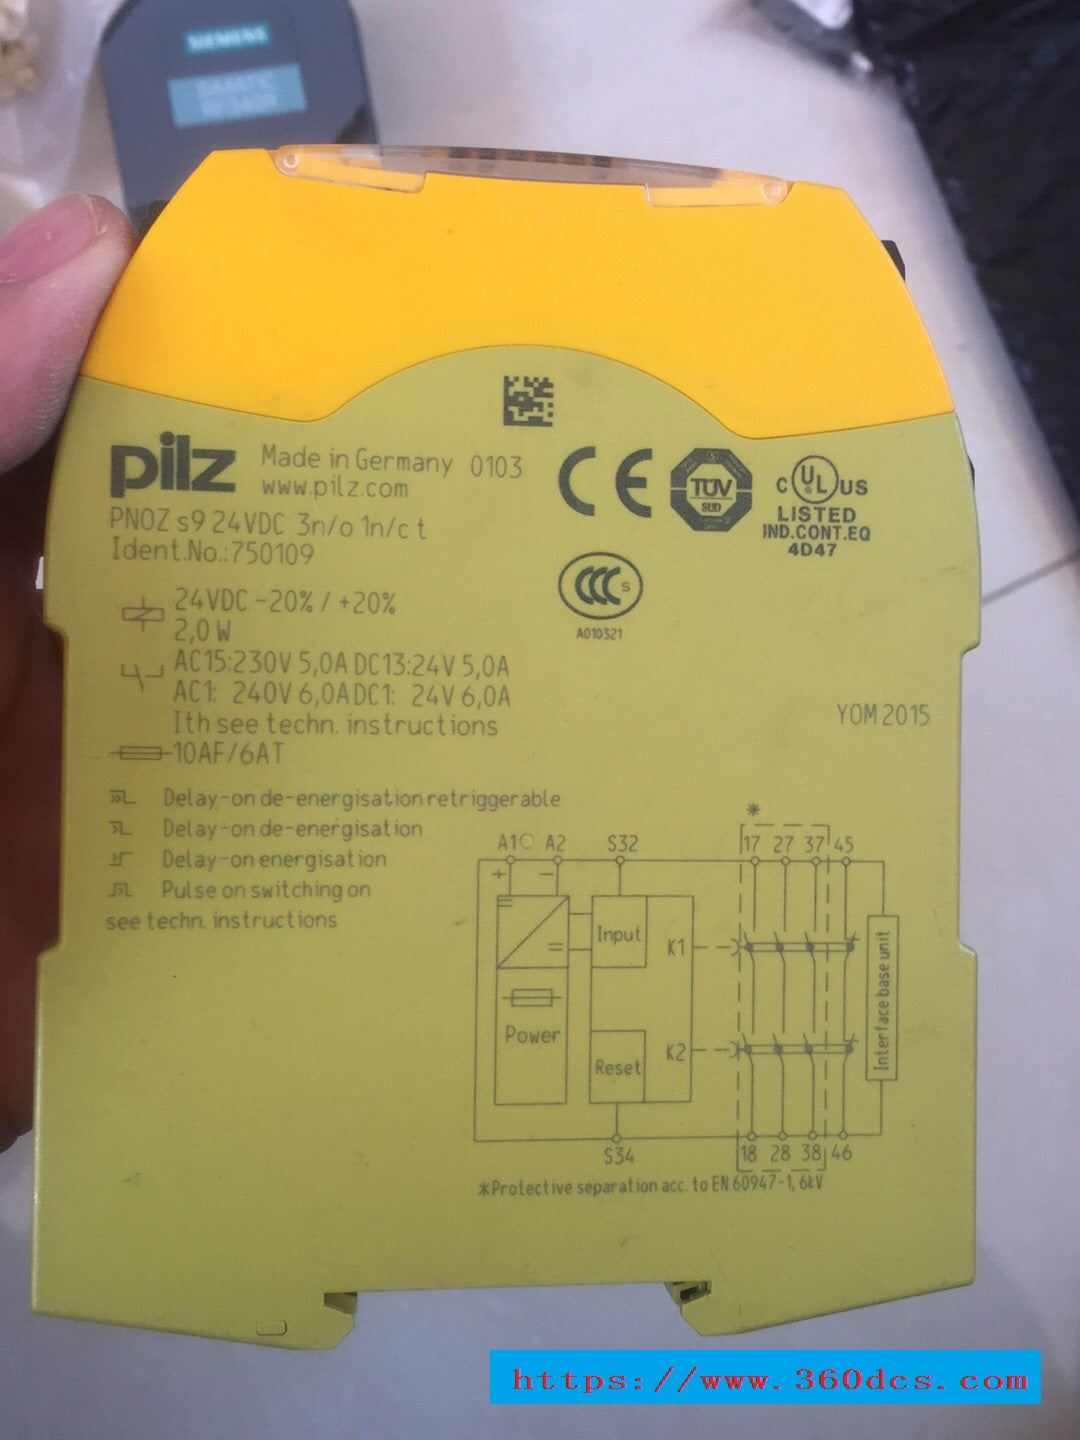 SIEMENS
pilz
Made in Germany 0103
www.pilz.com
PNOZ s9 24VDC 3n/o 1n/c t
Ident.No.:750109
CE
TÜV
SÜD
C UL US
LISTED
IND.CONT.EQ
4D47
CCC S
A010321
24VDC -20% / +20%
2,0W
AC15:230V 5,0A DC13:24V 5,0A
AC1: 240V 6,0A DC1: 24V 6,0A
Ith see techn. instructions
10AF/6AT
YOM 2015
Delay-on de-energisation retriggerable
Delay-on de-energisation
Delay-on energisation
Pulse on switching on
see techn. instructions
*
A1 A2 S32 17 27 37 45
+ -
Input
K1
Power
Reset
K2
Interface base unit
S34 18 28 38 46
*Protective separation acc. to EN 60947-1, 6kV
https://www.360dcs.com